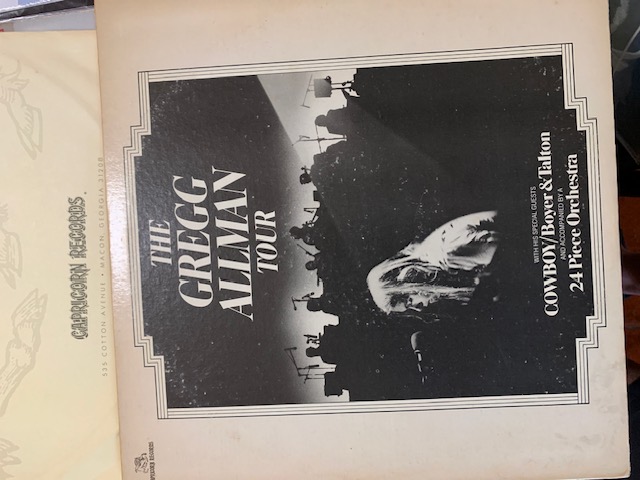 CAPRICORN RECORDS.
535 COTTON AVENUE • MACON, GEORGIA 31208
THE
GREGG
ALLMAN
TOUR
WITH HIS SPECIAL GUESTS
COWBOY/Boyer & Talton
AND ACCOMPANIED BY A
24 Piece Orchestra